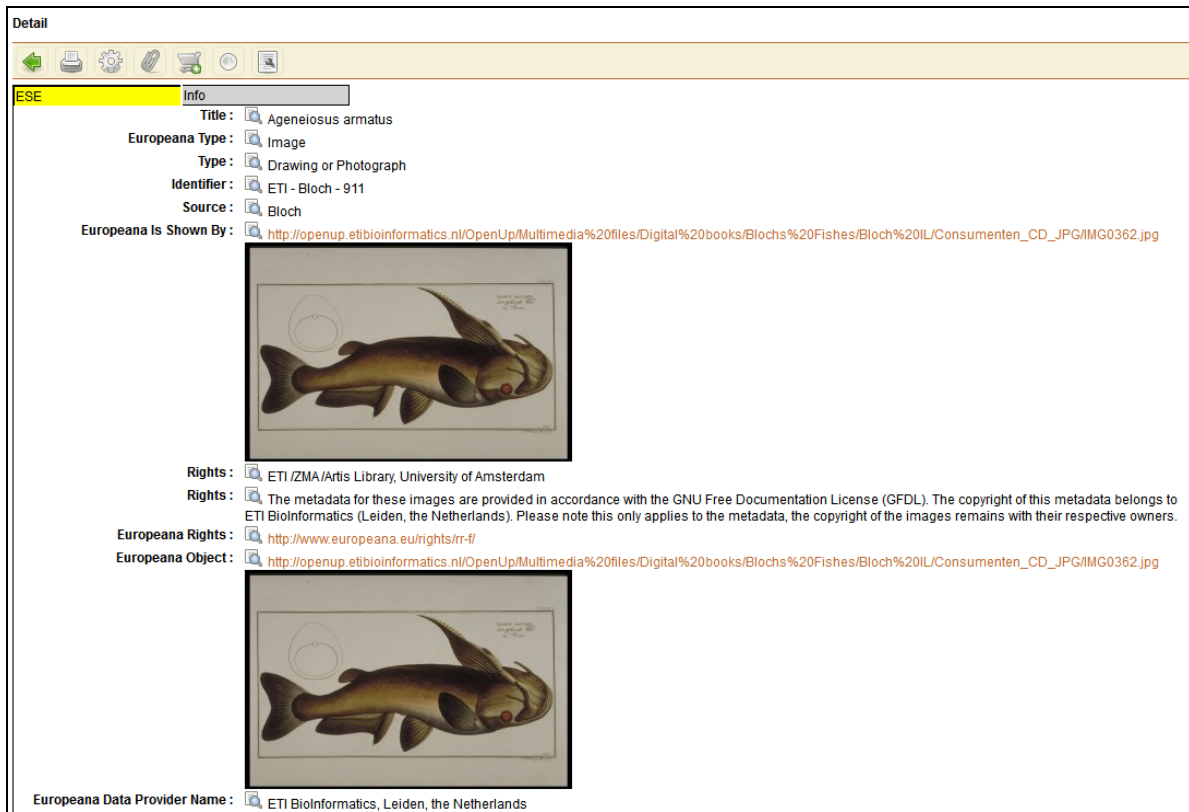 Detail
ESE
Info
Title : Ageneiosus armatus
Europeana Type : Image
Type : Drawing or Photograph
Identifier : ETI - Bloch - 911
Source : Bloch
Europeana Is Shown By : http://openup.etibioinformatics.nl/OpenUp/Multimedia%20files/Digital%20books/Blochs%20Fishes/Bloch%20IL/Consumenten_CD_JPG/IMG0362.jpg
Rights : ETI /ZMA /Artis Library, University of Amsterdam
Rights : The metadata for these images are provided in accordance with the GNU Free Documentation License (GFDL). The copyright of this metadata belongs to
ETI BioInformatics (Leiden, the Netherlands). Please note this only applies to the metadata, the copyright of the images remains with their respective owners.
Europeana Rights : http://www.europeana.eu/rights/rr-f/
Europeana Object : http://openup.etibioinformatics.nl/OpenUp/Multimedia%20files/Digital%20books/Blochs%20Fishes/Bloch%20IL/Consumenten_CD_JPG/IMG0362.jpg
Europeana Data Provider Name : ETI BioInformatics, Leiden, the Netherlands